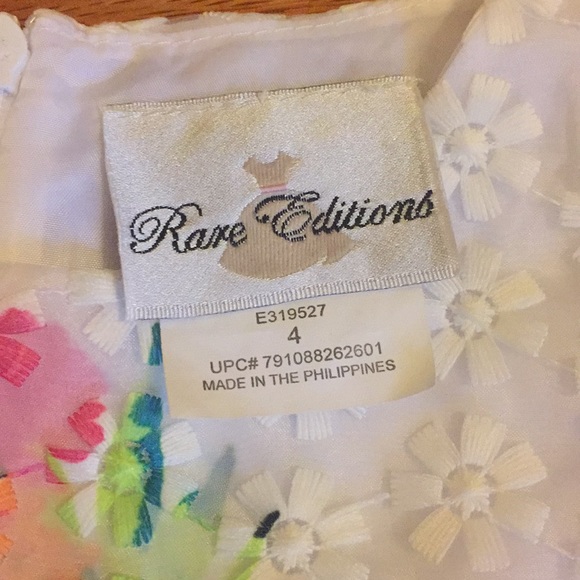 Rare Editions
E319527
4
UPC# 791088262601
MADE IN THE PHILIPPINES